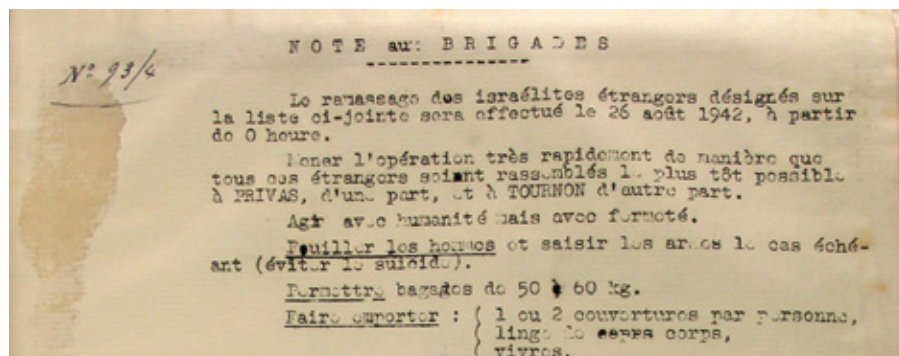 NOTE aux BRIGADES
N° 93/4
Le ramassage des israélites étrangers désignés sur
la liste ci-jointe sera effectué le 26 août 1942, à partir
de 0 heure.
Mener l'opération très rapidement de manière que
tous ces étrangers soient rassemblés le plus tôt possible
à PRIVAS, d'une part, et à TOURNON d'autre part.
Agir avec humanité mais avec fermeté.
Fouiller les hommes et saisir les armes le cas éché-
ant (éviter le suicide).
Permettre bagages de 50 à 60 kg.
Faire emporter : ( 1 ou 2 couvertures par personne,
linge de corps,
vivres.